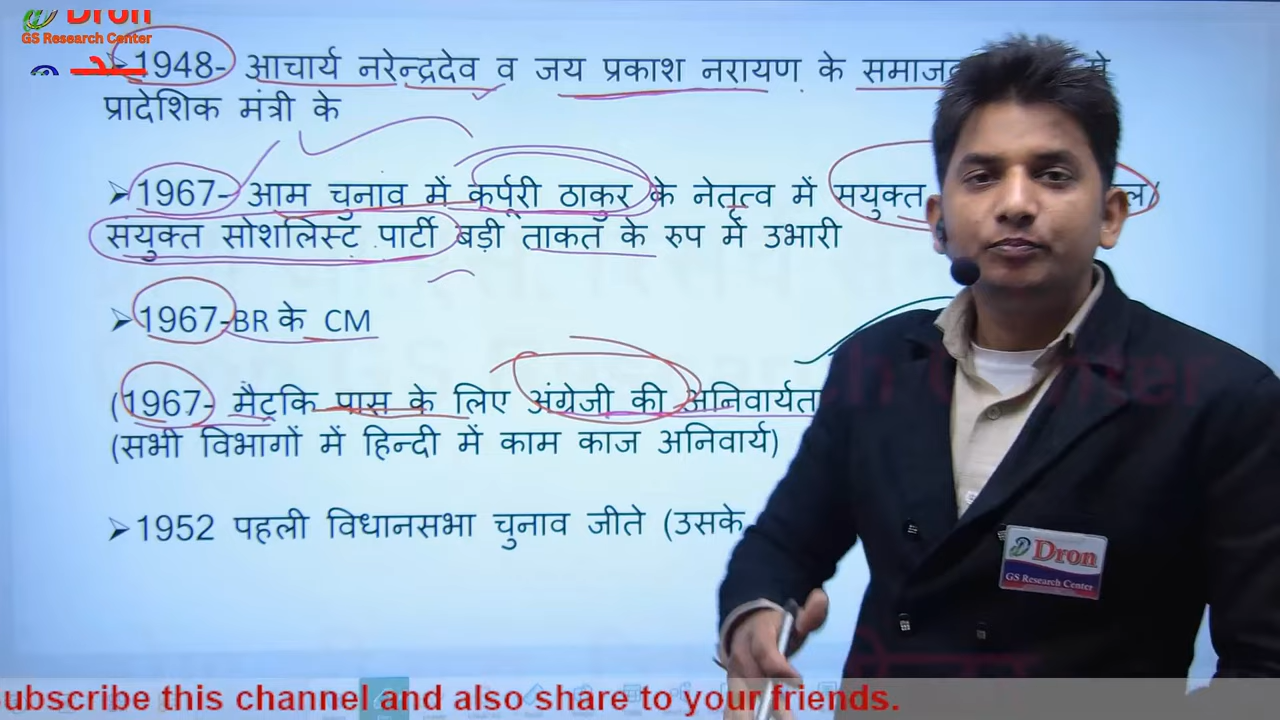 Dron
GS Research Center
➢1948- आचार्य नरेन्द्रदेव व जय प्रकाश नरायण के में
प्रादेशिक मंत्री के
➢1967- आम चुनाव में कर्पूरी ठाकुर के नेतृत्व में सयुक्त
संयुक्त सोशलिस्ट पार्टी बड़ी ताकत के रुप में उभारी
➢1967-BR के CM
(1967- मैट्रकि पास के लिए अंग्रेजी की अनिवार्यता
(सभी विभागों में हिन्दी में काम काज अनिवार्य)
➢1952 पहली विधानसभा चुनाव जीते (उसके
Dron
GS Research Center
ubscribe this channel and also share to your friends.